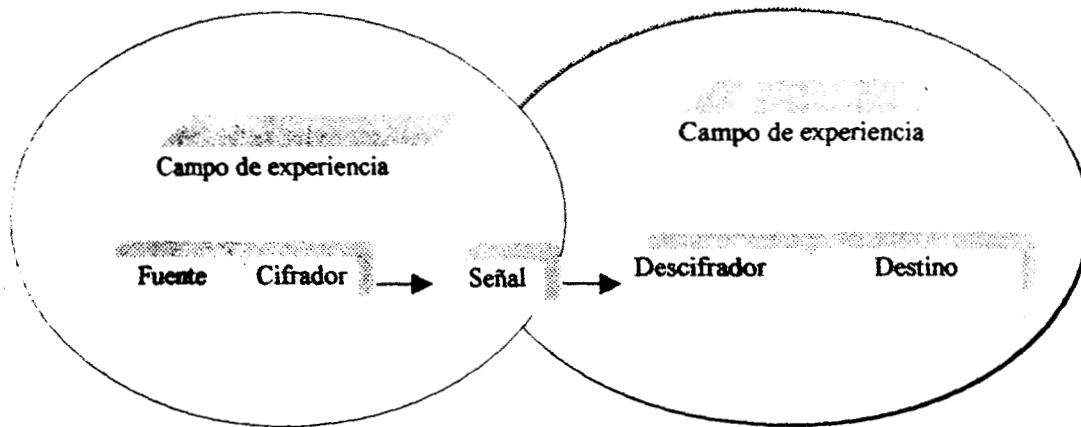 Campo de experiencia
Campo de experiencia
Fuente Cifrador Señal Descifrador Destino